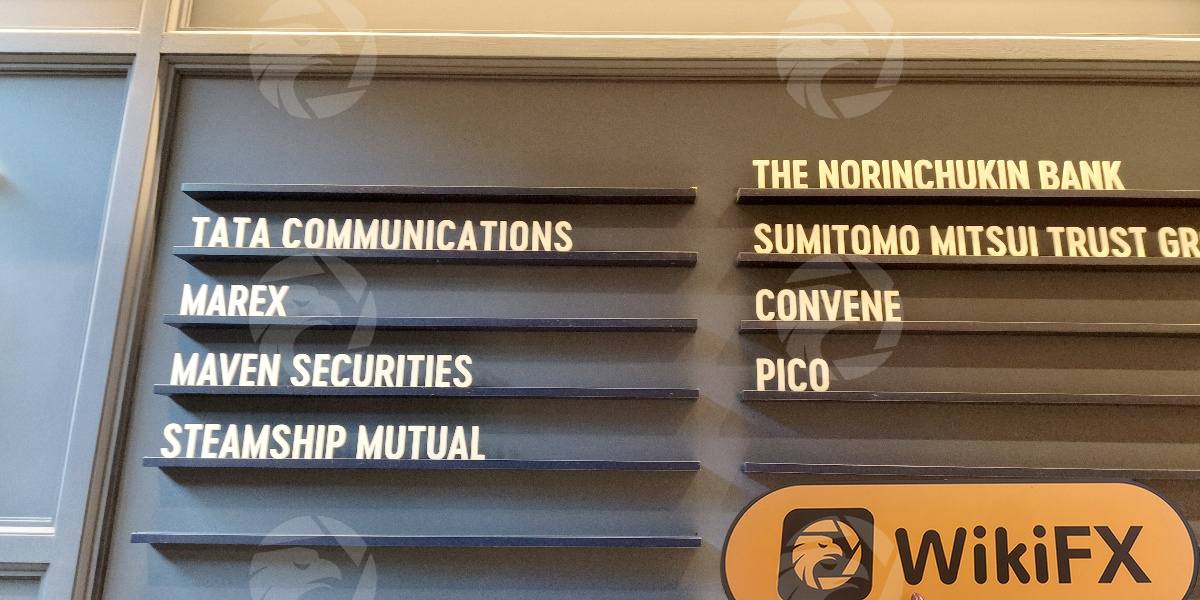 TATA COMMUNICATIONS
MAREX
MAVEN SECURITIES
STEAMSHIP MUTUAL
THE NORINCHUKIN BANK
SUMITOMO MITSUI TRUST GR
CONVENE
PICO
WikiFX